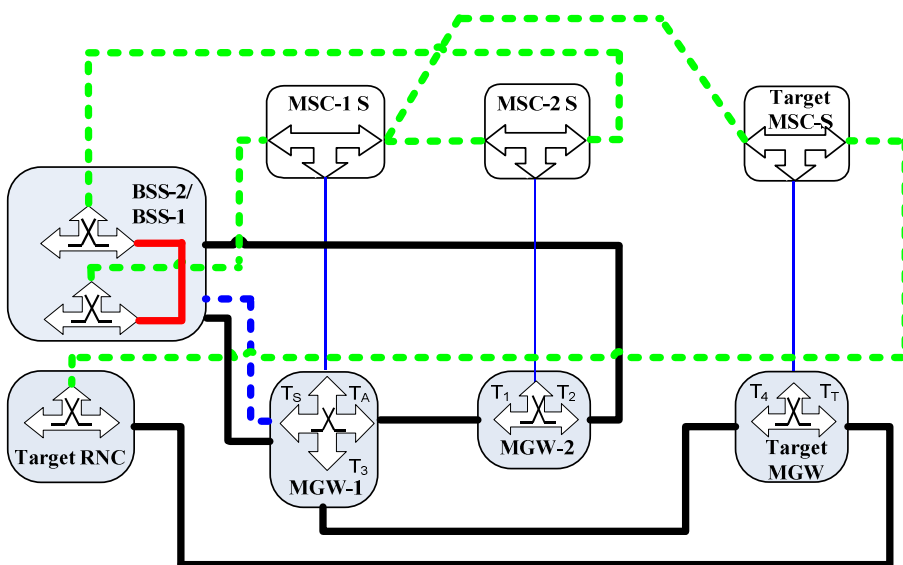 MSC-1 S
MSC-2 S
Target
MSC-S
BSS-2/
BSS-1
Target RNC
TS
TA
T3
MGW-1
T1
T2
MGW-2
T4
TT
Target
MGW